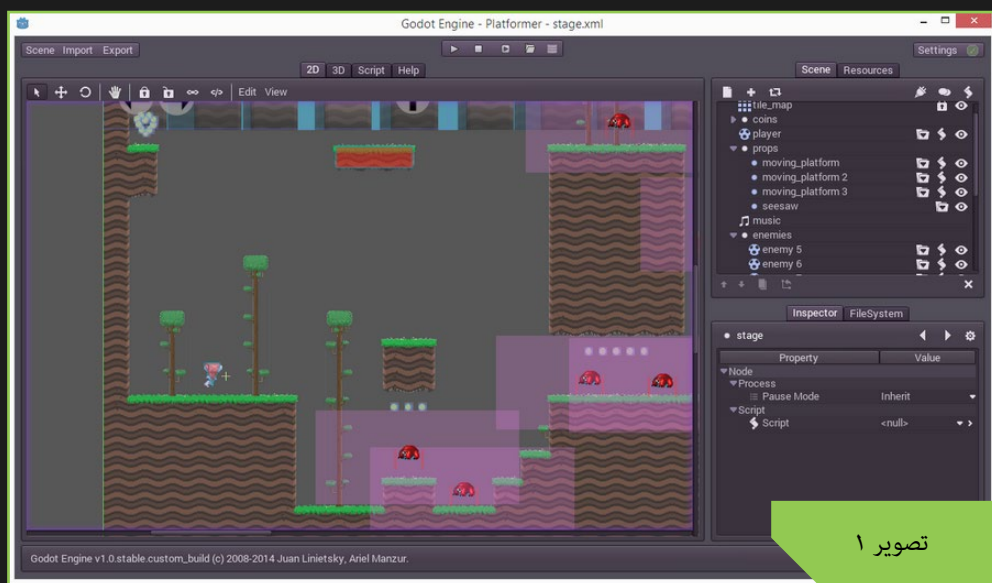 Godot Engine - Platformer - stage.xml
Scene Import Export
Settings
2D 3D Script Help
Scene Resources
Edit View
tile_map
coins
player
props
moving_platform
moving_platform 2
moving_platform 3
seesaw
music
enemies
enemy 5
enemy 6
Inspector FileSystem
stage
Property Value
Node
Process
Pause Mode Inherit
Script
Script <null>
Godot Engine v1.0.stable.custom_build (c) 2008-2014 Juan Linietsky, Ariel Manzur.
تصویر ۱